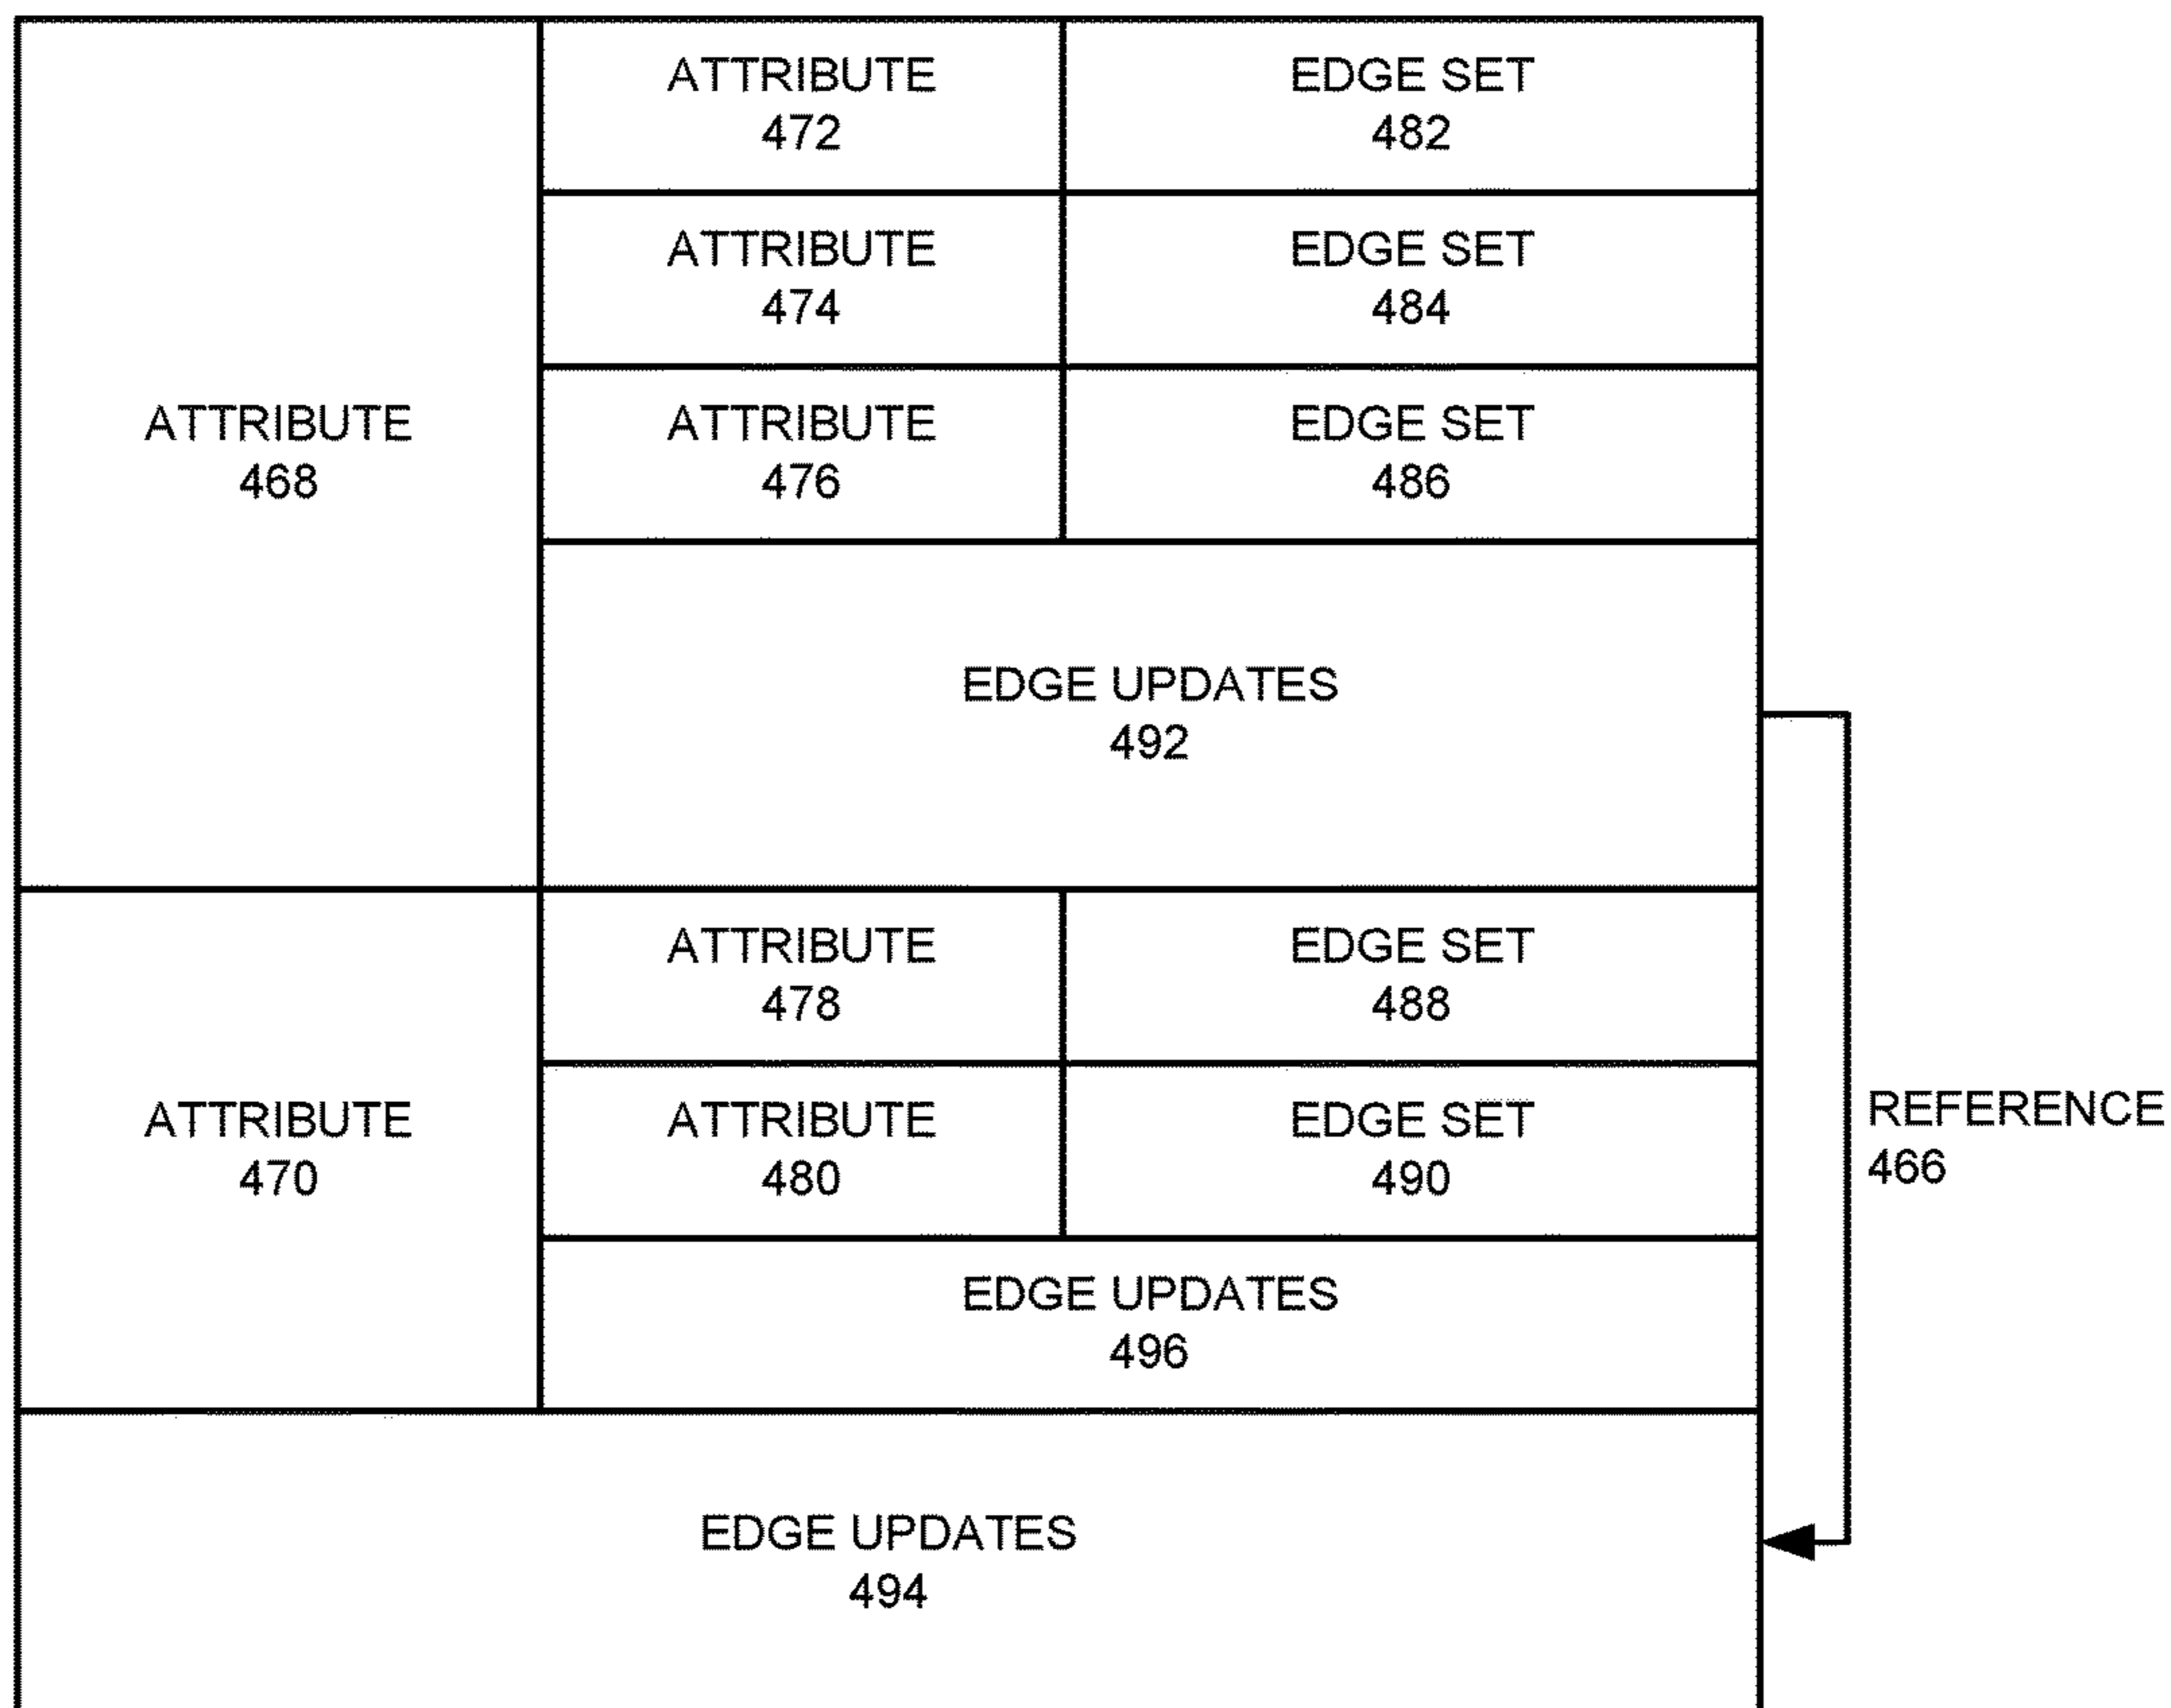 ATTRIBUTE
472
EDGE SET
482
ATTRIBUTE
474
EDGE SET
484
ATTRIBUTE
468
ATTRIBUTE
476
EDGE SET
486
EDGE UPDATES
492
ATTRIBUTE
478
EDGE SET
488
ATTRIBUTE
470
ATTRIBUTE
480
EDGE SET
490
REFERENCE
466
EDGE UPDATES
496
EDGE UPDATES
494